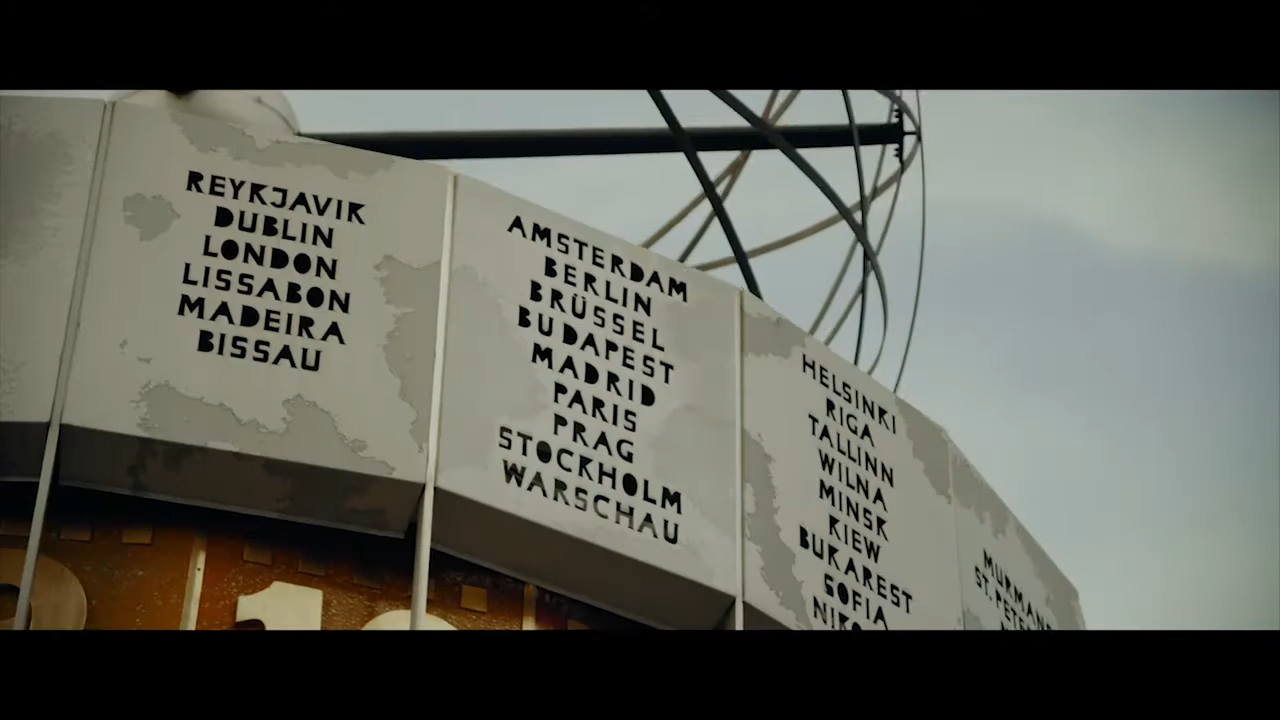 REYKJAVIK
DUBLIN
LONDON
LISSABON
MADEIRA
BISSAU
AMSTERDAM
BERLIN
BRÜSSEL
BUDAPEST
MADRID
PARIS
PRAG
STOCKHOLM
WARSCHAU
HELSINKI
RIGA
TALLINN
WILNA
MINSK
KIEW
BUKAREST
SOFIA